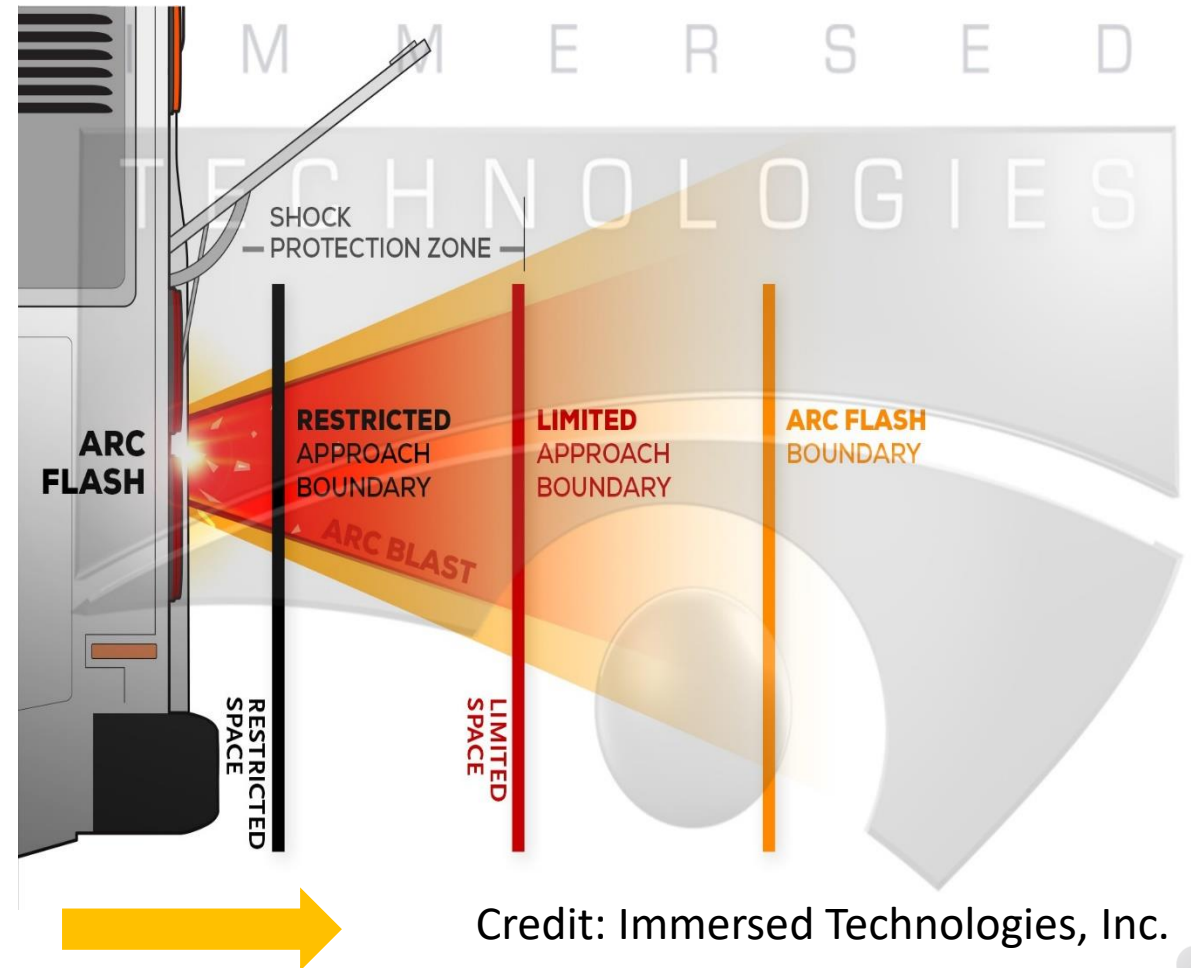 IMMERSED
TECHNOLOGIES
SHOCK
PROTECTION ZONE
ARC
FLASH
RESTRICTED
APPROACH
BOUNDARY
LIMITED
APPROACH
BOUNDARY
ARC FLASH
BOUNDARY
ARC BLAST
RESTRICTED
SPACE
LIMITED
SPACE
Credit: Immersed Technologies, Inc.